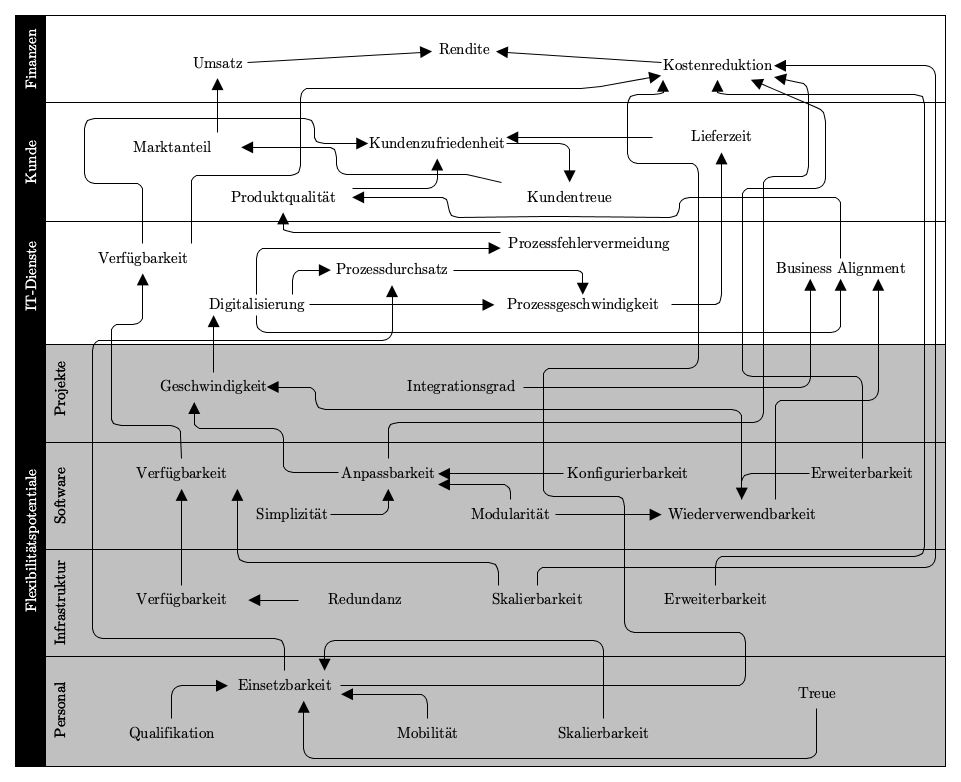 Finanzen
Rendite
Umsatz
Kostenreduktion
Kunde
Lieferzeit
Marktanteil
Kundenzufriedenheit
Produktqualität
Kundentreue
IT-Dienste
Prozessfehlervermeidung
Verfügbarkeit
Prozessdurchsatz
Business Alignment
Digitalisierung
Prozessgeschwindigkeit
Flexibilitätspotentiale
Projekte
Geschwindigkeit
Integrationsgrad
Software
Verfügbarkeit
Anpassbarkeit
Konfigurierbarkeit
Erweiterbarkeit
Simplizität
Modularität
Wiederverwendbarkeit
Infrastruktur
Verfügbarkeit
Redundanz
Skalierbarkeit
Erweiterbarkeit
Personal
Einsetzbarkeit
Treue
Qualifikation
Mobilität
Skalierbarkeit